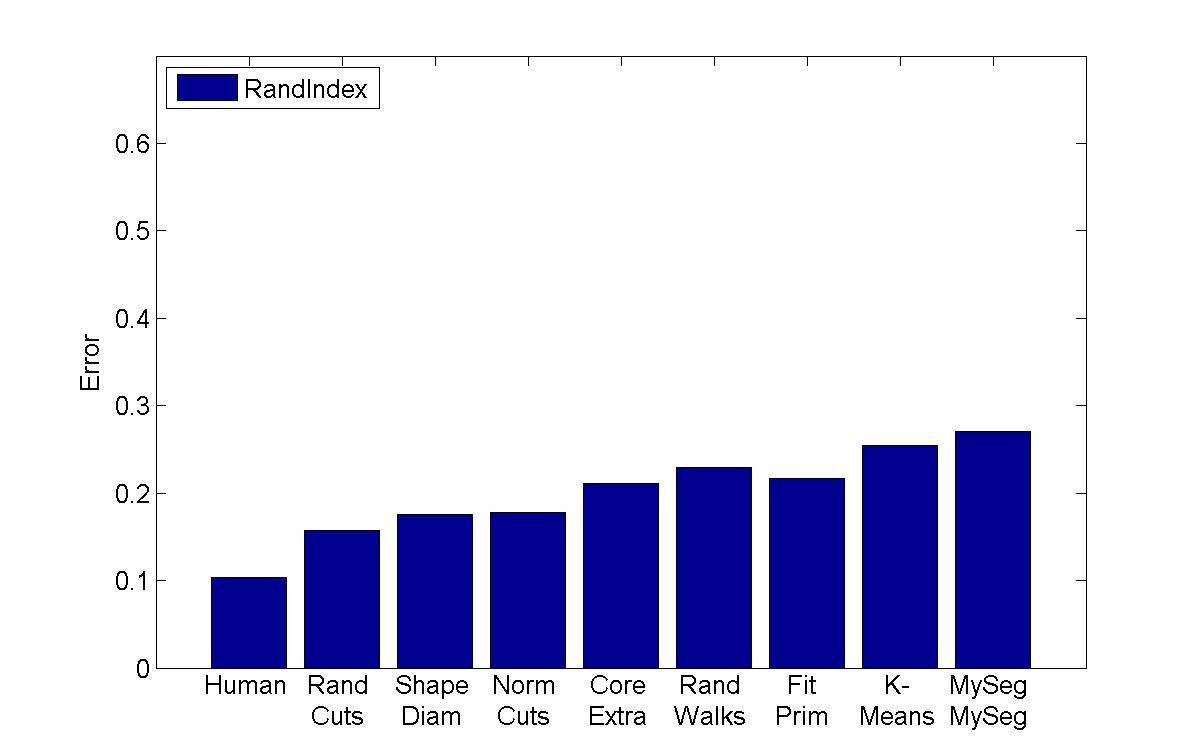 RandIndex
0.6
0.5
0.4
0.3
0.2
0.1
0
Error
Human Rand Shape Norm Core Rand Fit K- MySeg
Cuts Diam Cuts Extra Walks Prim Means MySeg